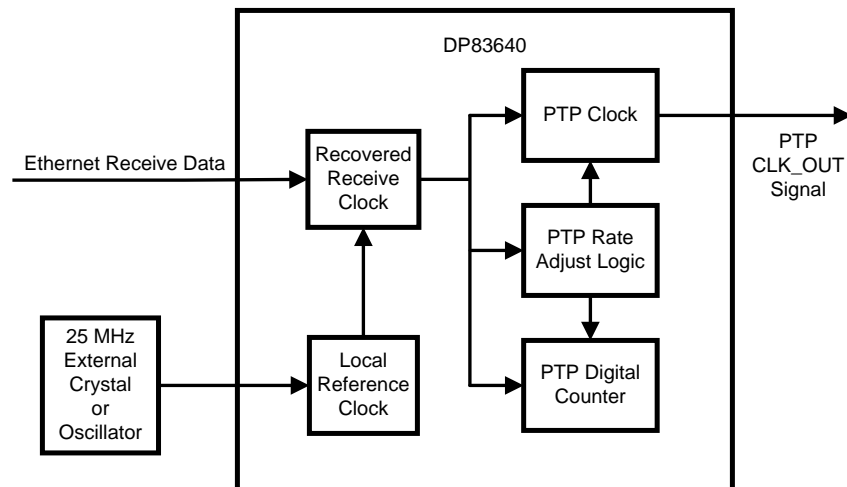 DP83640
PTP Clock
PTP
CLK_OUT
Signal
Ethernet Receive Data
Recovered
Receive
Clock
PTP Rate
Adjust Logic
25 MHz
External
Crystal
or
Oscillator
Local
Reference
Clock
PTP Digital
Counter